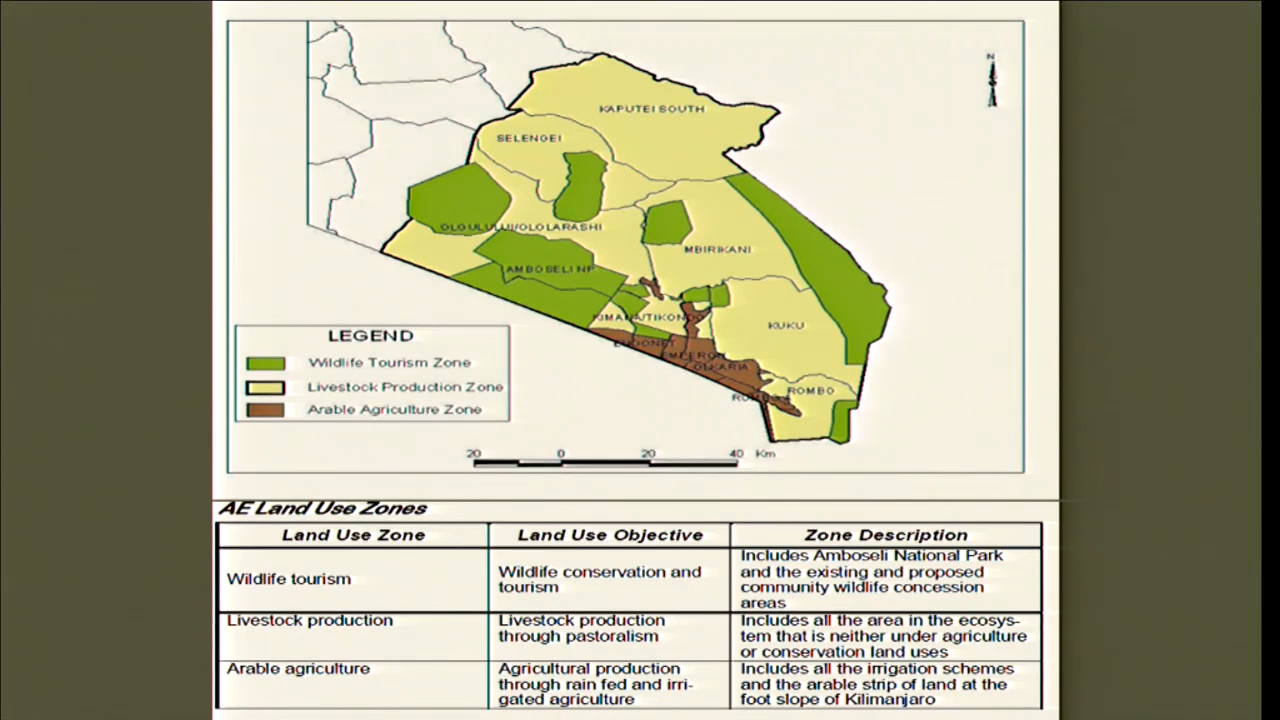 N
KAPUTEI SOUTH
SELENGEI
OLGULULUI/OLOLARASHI
MBIRIKANI
AMBOSELI NP
KIMANA/TIKONDO
KUKU
EMPERON
OLKARIA
ROMBO
LEGEND
Wildlife Tourism Zone
Livestock Production Zone
Arable Agriculture Zone
20 0 20 40 Km
AE Land Use Zones
Land Use Zone Land Use Objective Zone Description
Wildlife tourism
Wildlife conservation and
tourism
Includes Amboseli National Park
and the existing and proposed
community wildlife concession
areas
Livestock production
Livestock production
through pastoralism
Includes all the area in the ecosys-
tem that is neither under agriculture
or conservation land uses
Arable agriculture
Agricultural production
through rain fed and irri-
gated agriculture
Includes all the irrigation schemes
and the arable strip of land at the
foot slope of Kilimanjaro